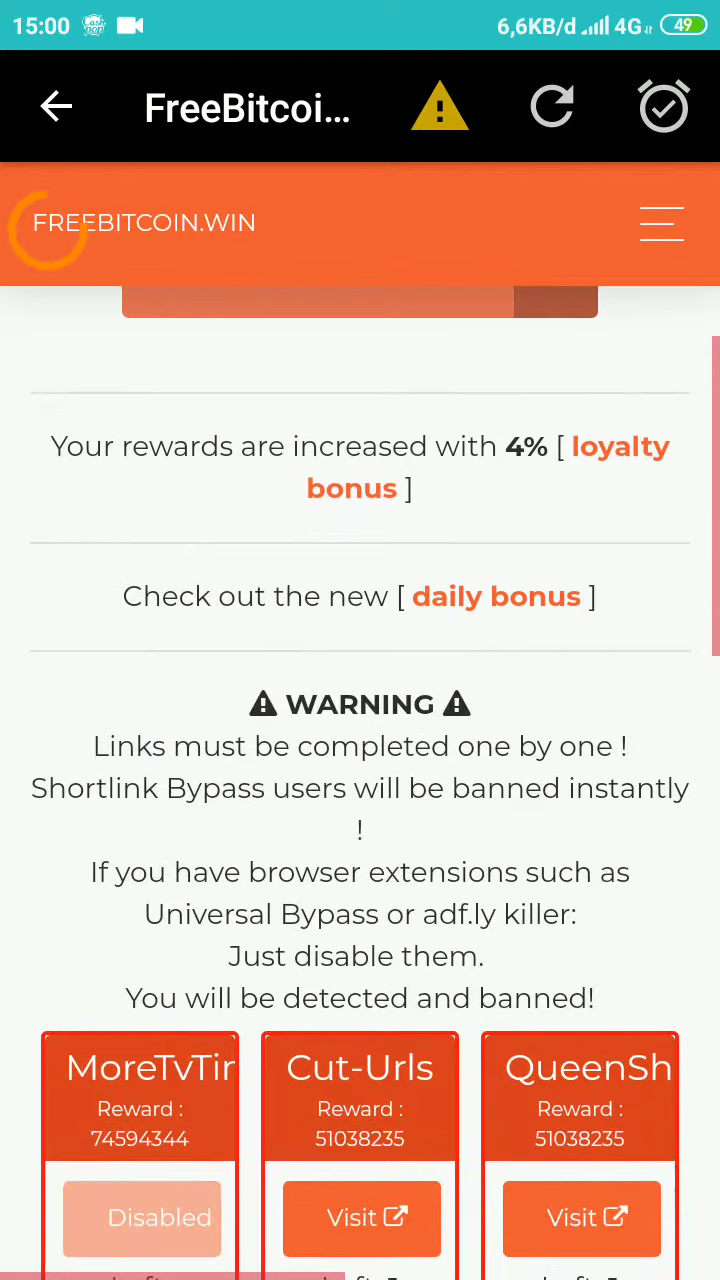 15:00 Cash POP 6,6KB/d 4G 49
FreeBitcoi...
FREEBITCOIN.WIN
Your rewards are increased with 4% [ loyalty
bonus ]
Check out the new [ daily bonus ]
WARNING
Links must be completed one by one !
Shortlink Bypass users will be banned instantly
!
If you have browser extensions such as
Universal Bypass or adf.ly killer:
Just disable them.
You will be detected and banned!
MoreTvTi Cut-Urls QueenSh
Reward : Reward : Reward :
74594344 51038235 51038235
Disabled Visit Visit